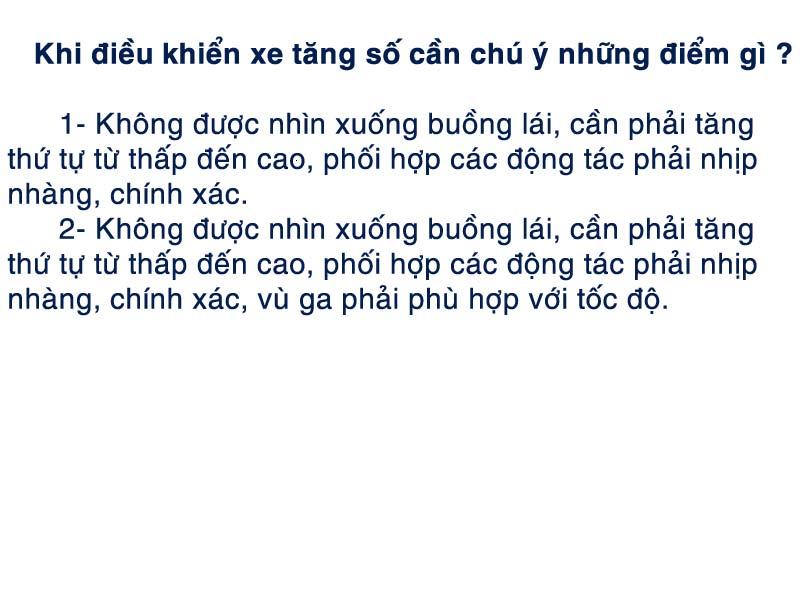 Khi điều khiển xe tăng số cần chú ý những điểm gì ?
1- Không được nhìn xuống buồng lái, cần phải tăng
thứ tự từ thấp đến cao, phối hợp các động tác phải nhịp
nhàng, chính xác.
2- Không được nhìn xuống buồng lái, cần phải tăng
thứ tự từ thấp đến cao, phối hợp các động tác phải nhịp
nhàng, chính xác, vù ga phải phù hợp với tốc độ.